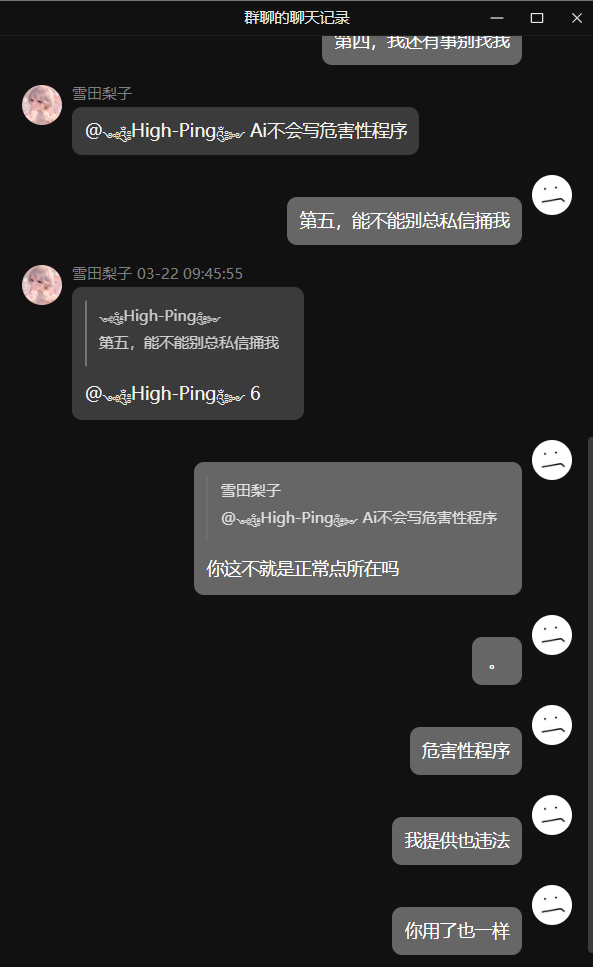 群聊的聊天记录
第四，我还有事别找我
雪田梨子
@High-Ping Ai不会写危害性程序
第五，能不能别总私信捅我
雪田梨子 03-22 09:45:55
High-Ping
第五，能不能别总私信捅我
@High-Ping 6
雪田梨子
@High-Ping Ai不会写危害性程序
你这不就是正常点所在吗
。
危害性程序
我提供也违法
你用了也一样